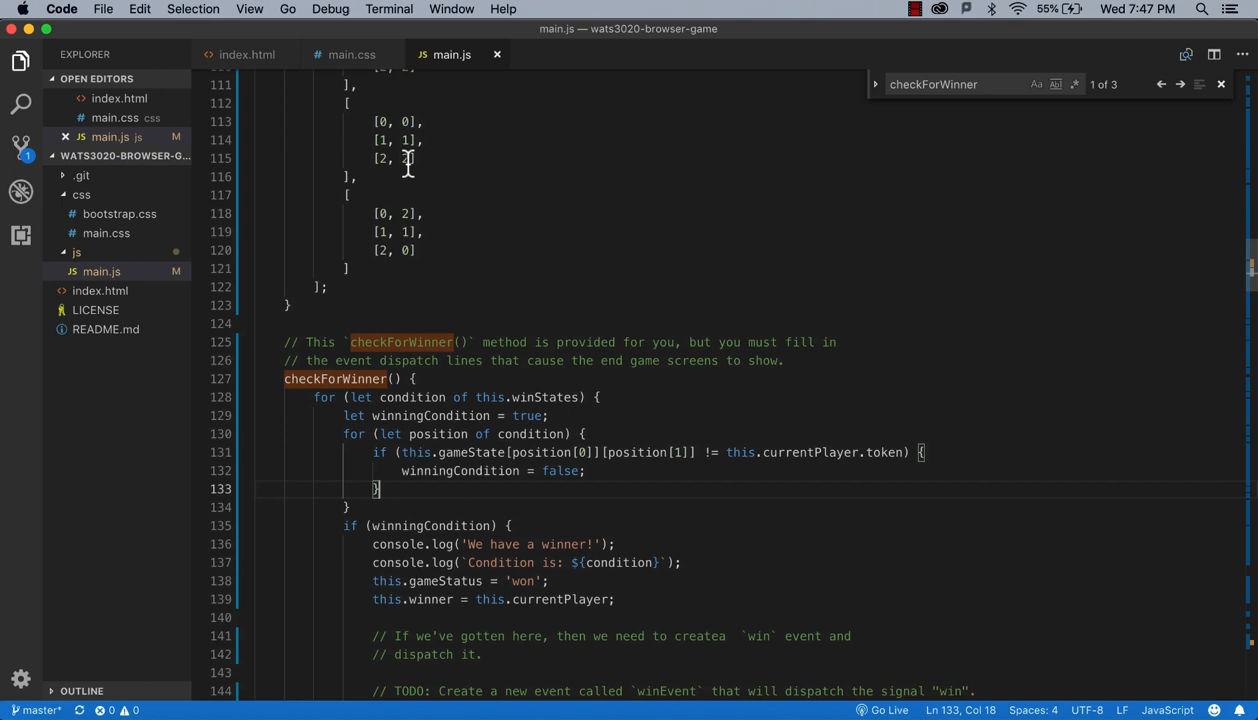 Code File Edit Selection View Go Debug Terminal Window Help 55% Wed 7:47 PM
main.js — wats3020-browser-game
EXPLORER
index.html
main.css
JS main.js
OPEN EDITORS
index.html
# main.css css
JS main.js js M
WATS3020-BROWSER-G...
.git
css
# bootstrap.css
# main.css
js
JS main.js M
index.html
LICENSE
README.md
OUTLINE
1
checkForWinner Aa Abl .* 1 of 3
111 ],
112 [
113 [0, 0],
114 [1, 1],
115 [2, 2]
116 ],
117 [
118 [0, 2],
119 [1, 1],
120 [2, 0]
121 ]
122 ];
123 }
124
125 // This `checkForWinner()` method is provided for you, but you must fill in
126 // the event dispatch lines that cause the end game screens to show.
127 checkForWinner() {
128 for (let condition of this.winStates) {
129 let winningCondition = true;
130 for (let position of condition) {
131 if (this.gameState[position[0]][position[1]] != this.currentPlayer.token) {
132 winningCondition = false;
133 }
134 }
135 if (winningCondition) {
136 console.log('We have a winner!');
137 console.log(`Condition is: ${condition}`);
138 this.gameStatus = 'won';
139 this.winner = this.currentPlayer;
140
141 // If we've gotten here, then we need to createa `win` event and
142 // dispatch it.
143
144 // TODO: Create a new event called `winEvent` that will dispatch the signal "win".
master* 0 0 Go Live Ln 133, Col 18 Spaces: 4 UTF-8 LF JavaScript